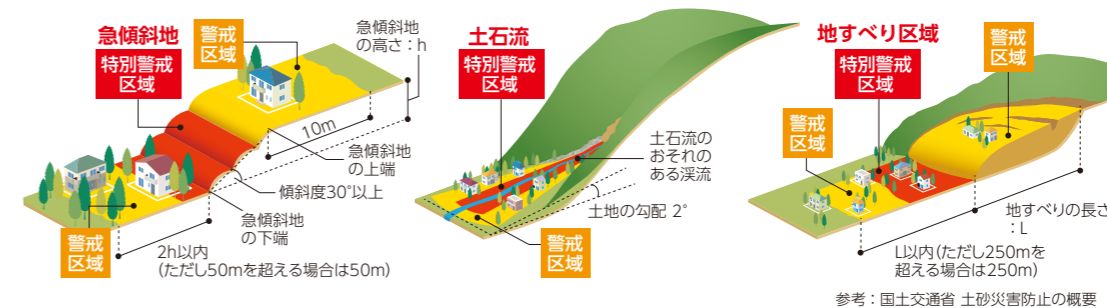 急傾斜地
警戒
区域
特別警戒
区域
急傾斜地
の高さ：h
10m
急傾斜地
の上端
傾斜度30°以上
急傾斜地
の下端
警戒
区域
2h以内
(ただし50mを超える場合は50m)
土石流
特別警戒
区域
土石流の
おそれの
ある渓流
土地の勾配 2°
警戒
区域
地すべり区域
特別警戒
区域
警戒
区域
警戒
区域
地すべりの長さ
：L
L以内(ただし250mを
超える場合は250m)
参考：国土交通省 土砂災害防止の概要